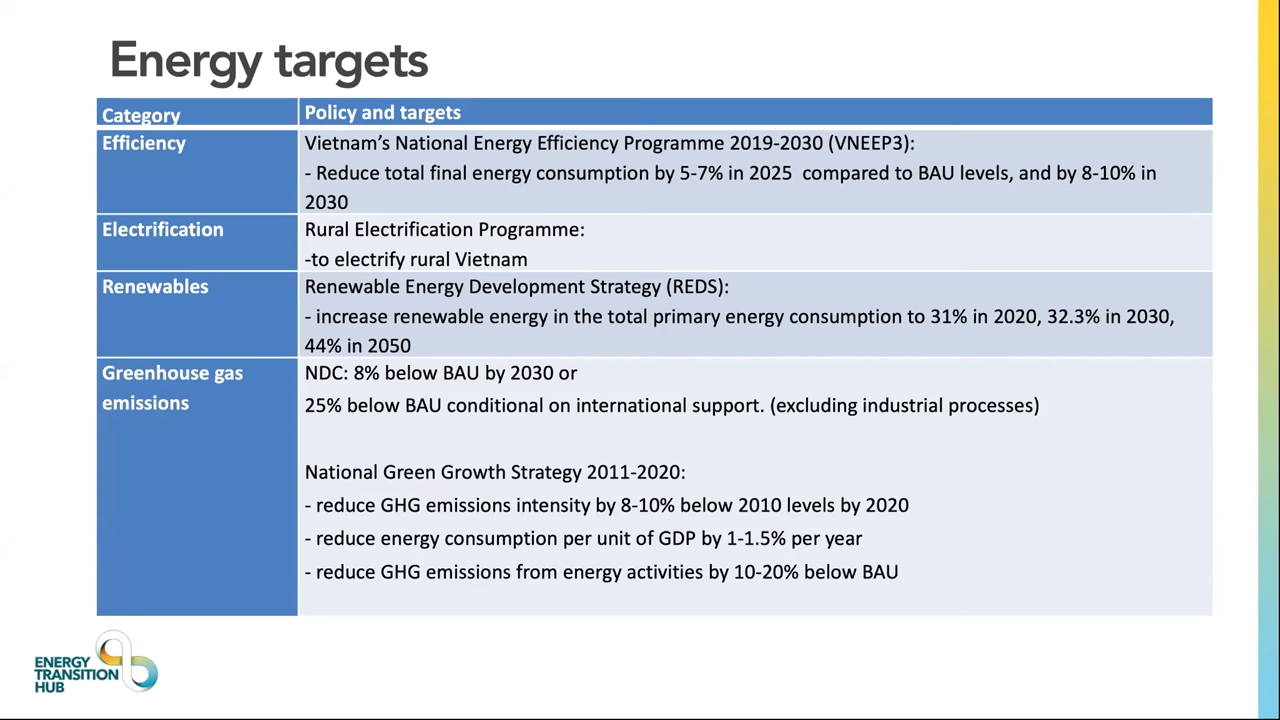 Energy targets
Category
Policy and targets
Efficiency
Vietnam's National Energy Efficiency Programme 2019-2030 (VNEEP3):
- Reduce total final energy consumption by 5-7% in 2025  compared to BAU levels, and by 8-10% in
2030
Electrification
Rural Electrification Programme:
-to electrify rural Vietnam
Renewables
Renewable Energy Development Strategy (REDS):
- increase renewable energy in the total primary energy consumption to 31% in 2020, 32.3% in 2030,
44% in 2050
Greenhouse gas
emissions
NDC: 8% below BAU by 2030 or
25% below BAU conditional on international support. (excluding industrial processes)
National Green Growth Strategy 2011-2020:
- reduce GHG emissions intensity by 8-10% below 2010 levels by 2020
- reduce energy consumption per unit of GDP by 1-1.5% per year
- reduce GHG emissions from energy activities by 10-20% below BAU
ENERGY
TRANSITION
HUB